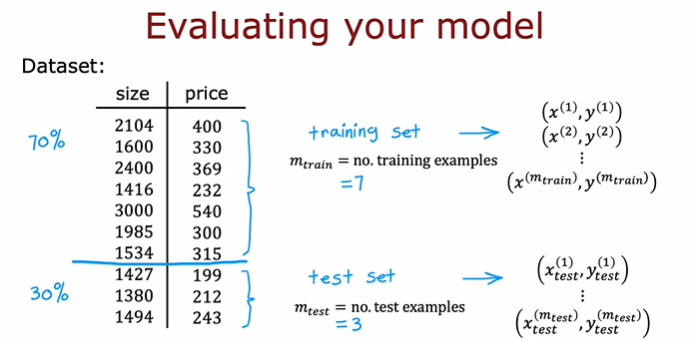 Evaluating your model
Dataset:
size price
2104 400
1600 330
2400 369
1416 232
3000 540
1985 300
1534 315
1427 199
1380 212
1494 243
70%
30%
training set
m_train = no. training examples
=7
(x^(1), y^(1))
(x^(2), y^(2))
⋮
(x^(m_train), y^(m_train))
test set
m_test = no. test examples
=3
(x_test^(1), y_test^(1))
⋮
(x_test^(m_test), y_test^(m_test))